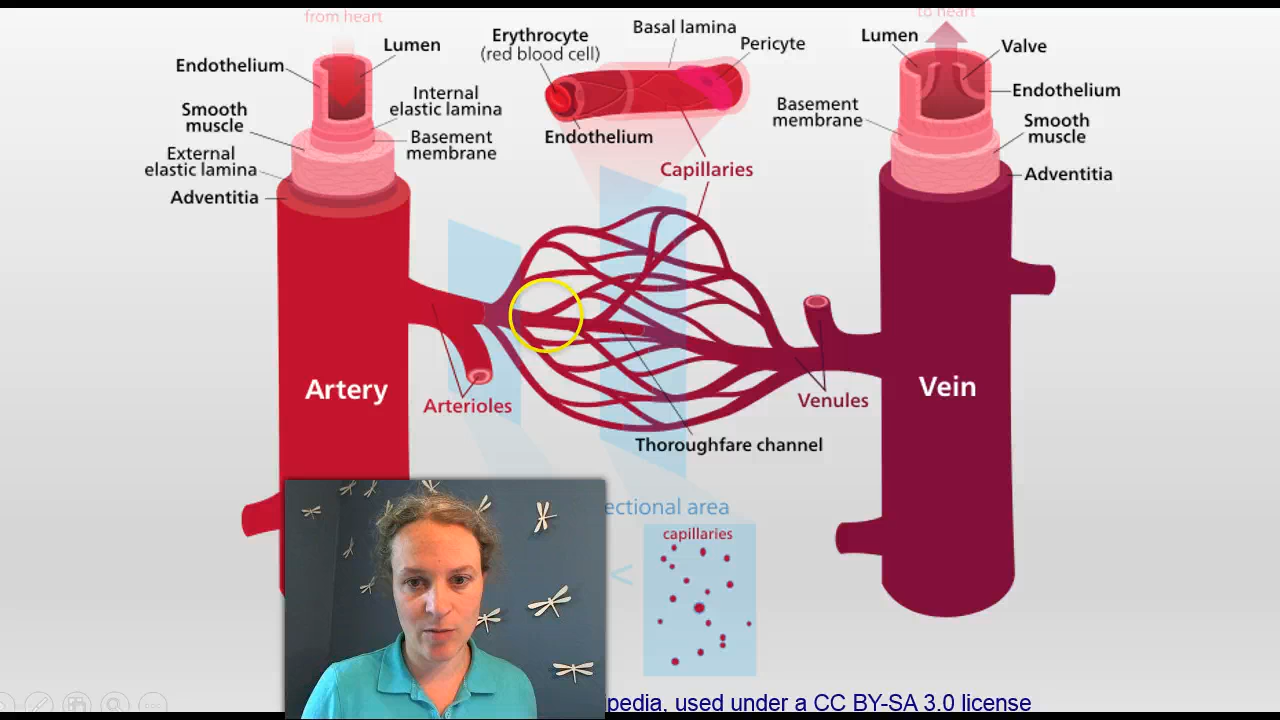 from heart
Lumen
Endothelium
Smooth
muscle
Internal
elastic lamina
External
elastic lamina
Basement
membrane
Adventitia
Erythrocyte
(red blood cell)
Basal lamina
Pericyte
Endothelium
Capillaries
to heart
Lumen
Valve
Endothelium
Basement
membrane
Smooth
muscle
Adventitia
Artery
Arterioles
Thoroughfare channel
Venules
Vein
ectional area
capillaries
<
pedia, used under a CC BY-SA 3.0 license